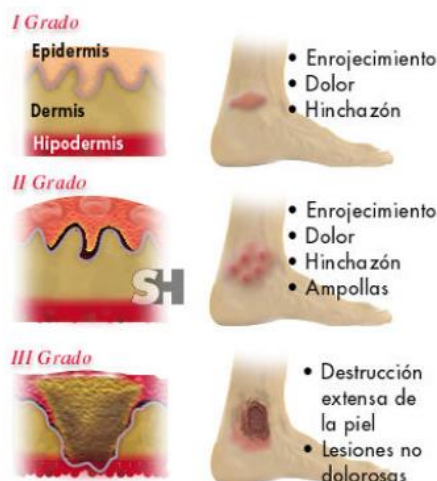 I Grado
Epidermis
Dermis
Hipodermis
• Enrojecimiento
• Dolor
• Hinchazón
II Grado
SH
• Enrojecimiento
• Dolor
• Hinchazón
• Ampollas
III Grado
• Destrucción
extensa de
la piel
• Lesiones no
dolorosas